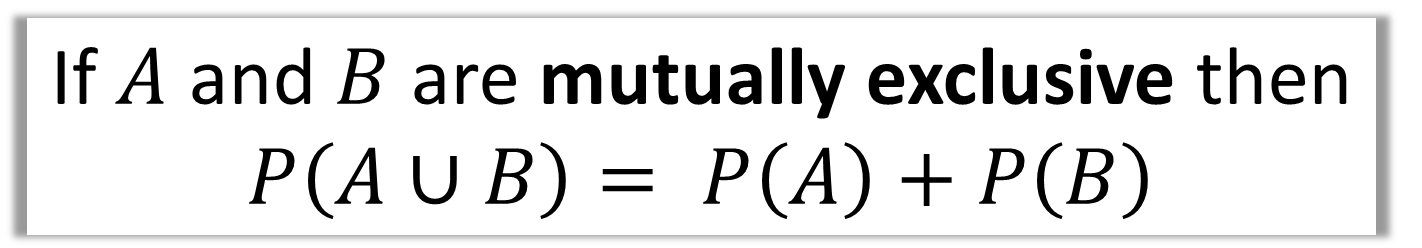 If A and B are mutually exclusive then
P(A ∪ B) = P(A) + P(B)